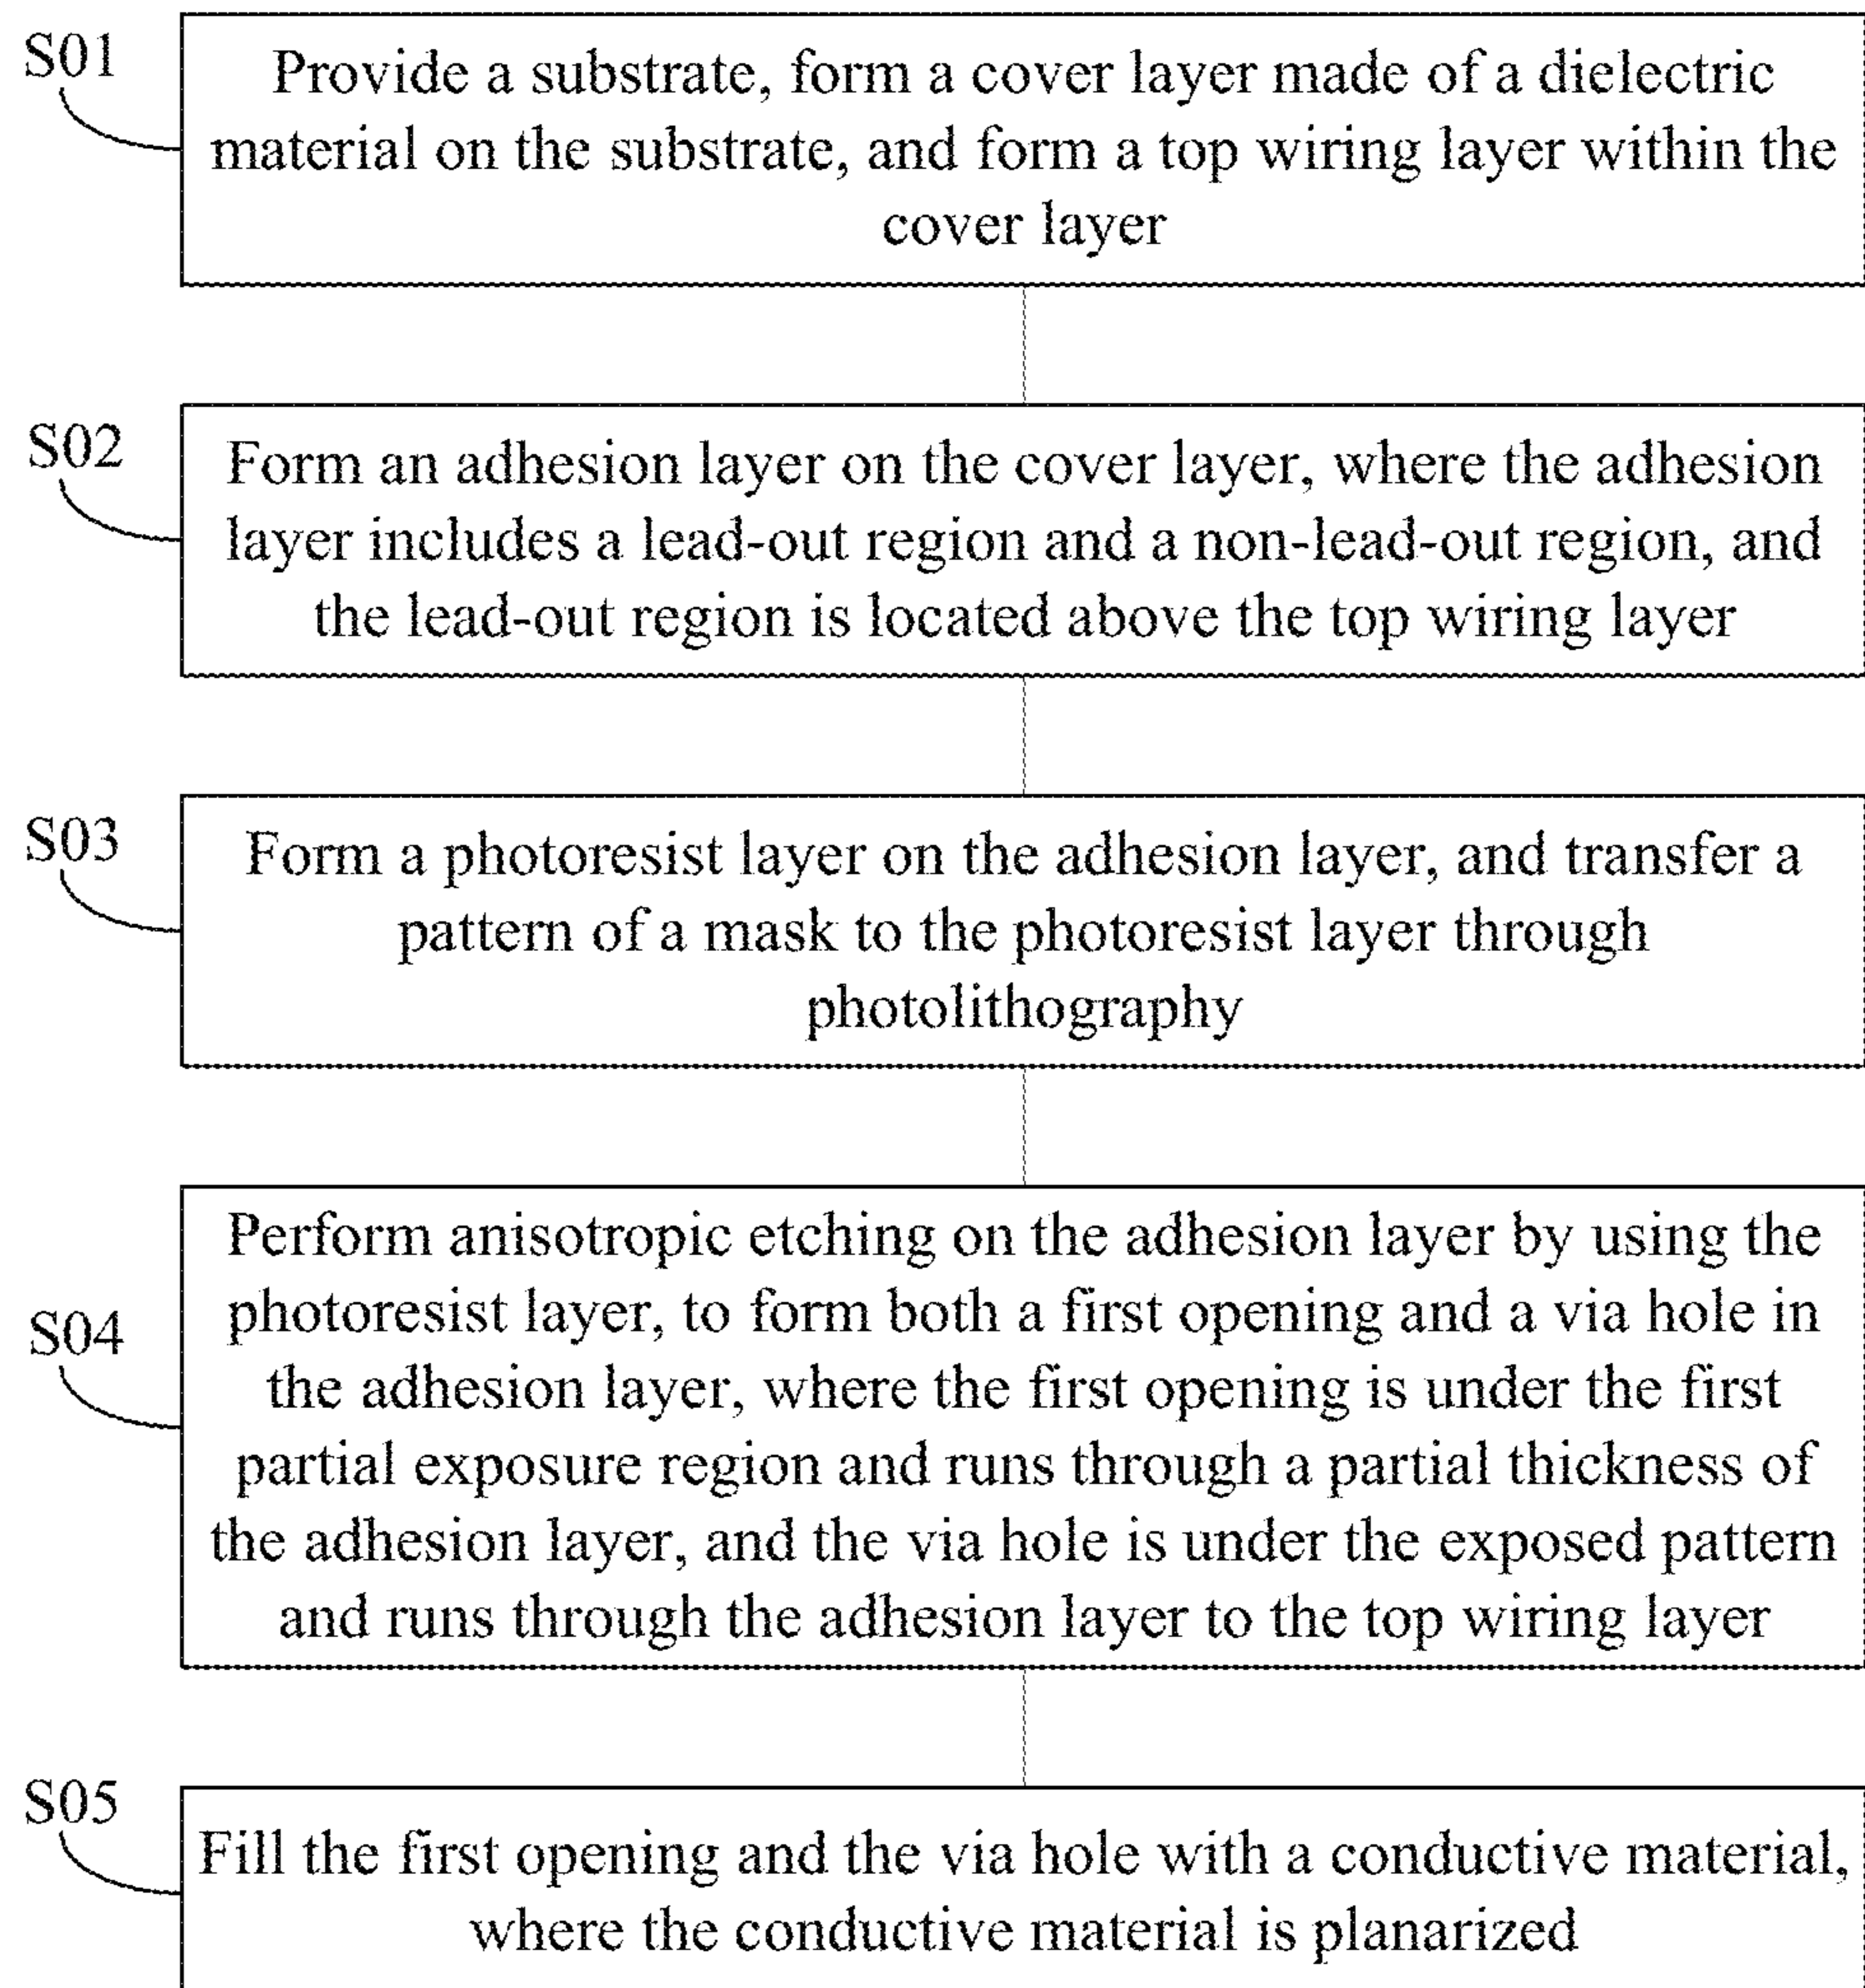 S01
Provide a substrate, form a cover layer made of a dielectric
material on the substrate, and form a top wiring layer within the
cover layer
S02
Form an adhesion layer on the cover layer, where the adhesion
layer includes a lead-out region and a non-lead-out region, and
the lead-out region is located above the top wiring layer
S03
Form a photoresist layer on the adhesion layer, and transfer a
pattern of a mask to the photoresist layer through
photolithography
S04
Perform anisotropic etching on the adhesion layer by using the
photoresist layer, to form both a first opening and a via hole in
the adhesion layer, where the first opening is under the first
partial exposure region and runs through a partial thickness of
the adhesion layer, and the via hole is under the exposed pattern
and runs through the adhesion layer to the top wiring layer
S05
Fill the first opening and the via hole with a conductive material,
where the conductive material is planarized